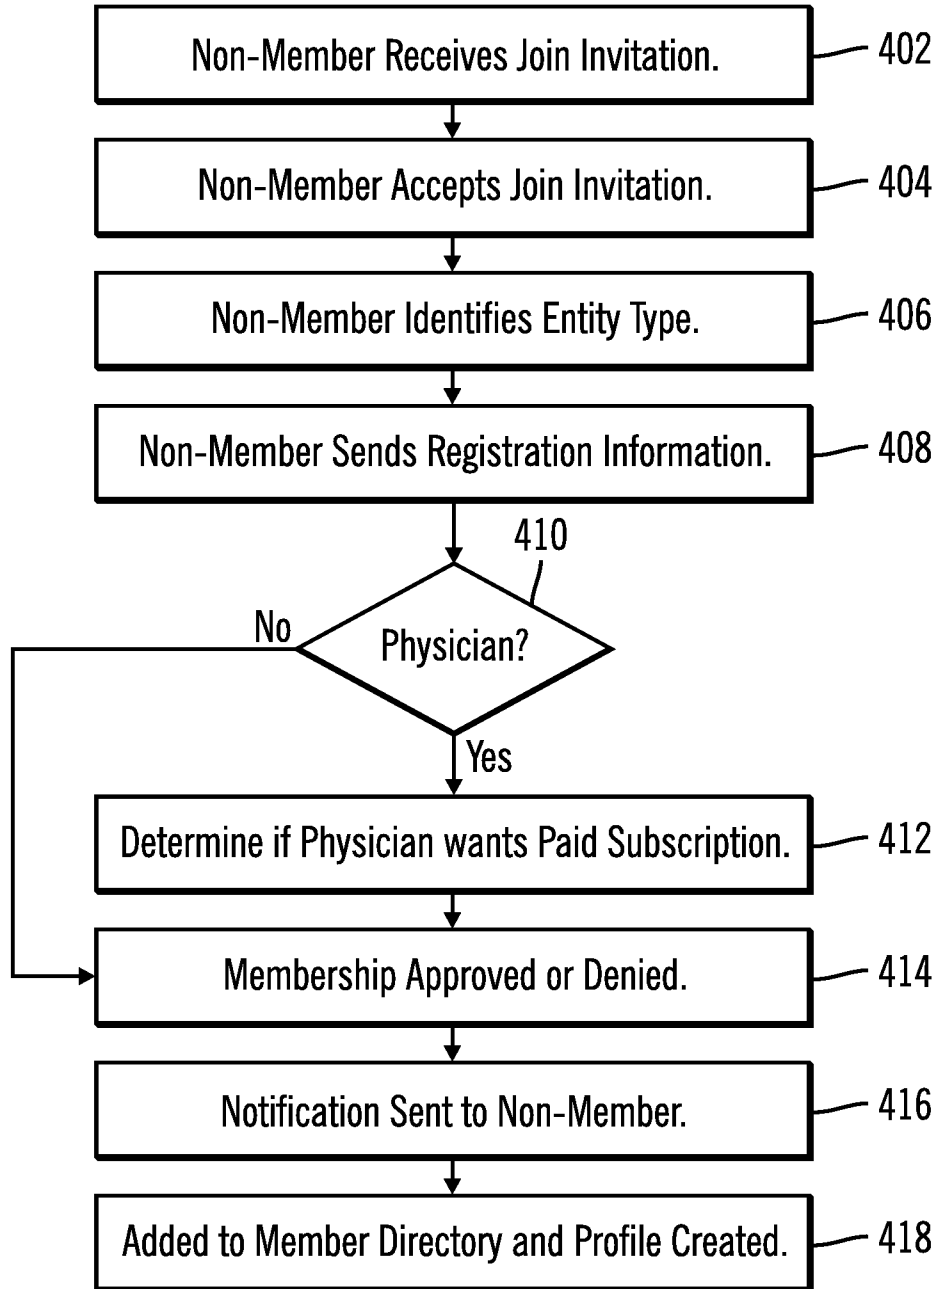 Non-Member Receives Join Invitation.
402
Non-Member Accepts Join Invitation.
404
Non-Member Identifies Entity Type.
406
Non-Member Sends Registration Information.
408
410
Physician?
No
Yes
Determine if Physician wants Paid Subscription.
412
Membership Approved or Denied.
414
Notification Sent to Non-Member.
416
Added to Member Directory and Profile Created.
418